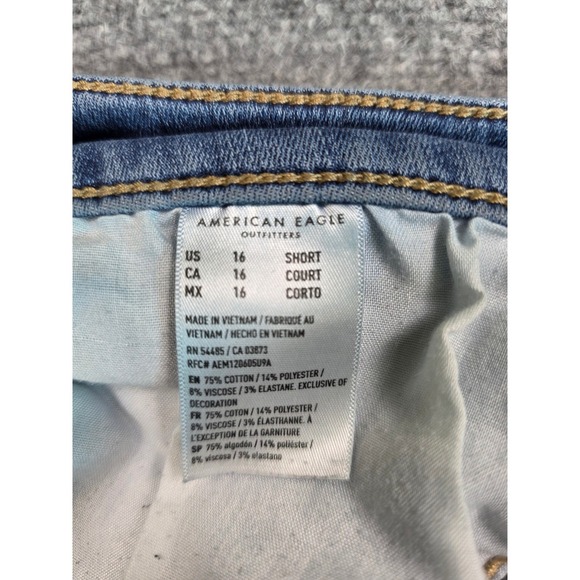 AMERICAN EAGLE
OUTFITTERS
US 16 SHORT
CA 16 COURT
MX 16 CORTO
MADE IN VIETNAM / FABRIQUÉ AU
VIETNAM / HECHO EN VIETNAM
RN 54485 / CA 03873
RFC# AEM120605U9A
EN 75% COTTON / 14% POLYESTER /
8% VISCOSE / 3% ELASTANE. EXCLUSIVE OF
DECORATION
FR 75% COTON / 14% POLYESTER /
8% VISCOSE / 3% ÉLASTHANNE. À
L'EXCEPTION DE LA GARNITURE
SP 75% algodón / 14% poliéster /
8% viscosa / 3% elastano